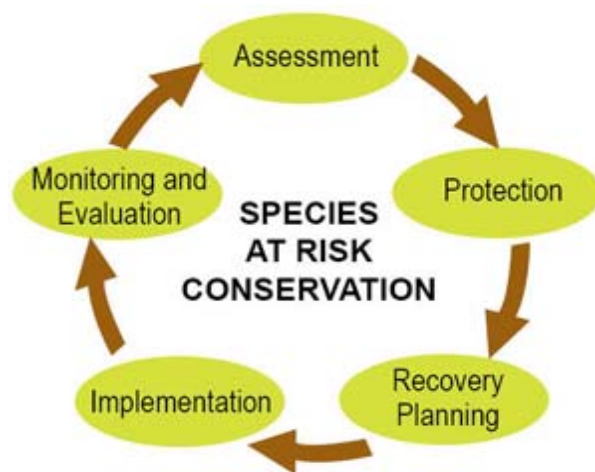 Assessment
Protection
Recovery
Planning
Implementation
Monitoring and
Evaluation
SPECIES
AT RISK
CONSERVATION